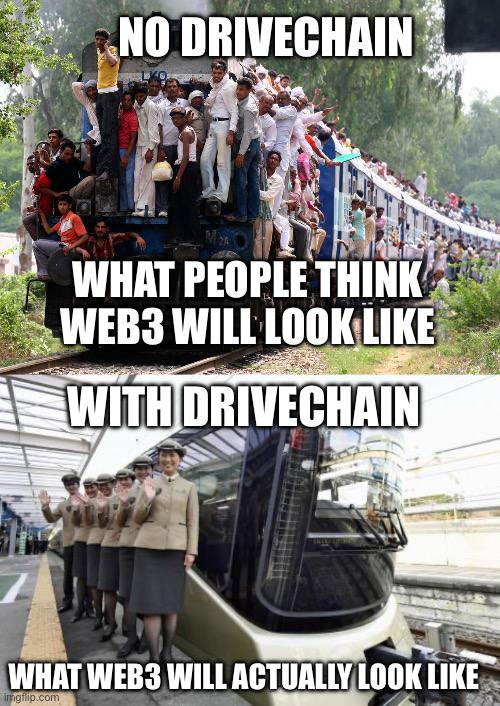 NO DRIVECHAIN
LKO
WHAT PEOPLE THINK
WEB3 WILL LOOK LIKE
WITH DRIVECHAIN
WHAT WEB3 WILL ACTUALLY LOOK LIKE
imgflip.com